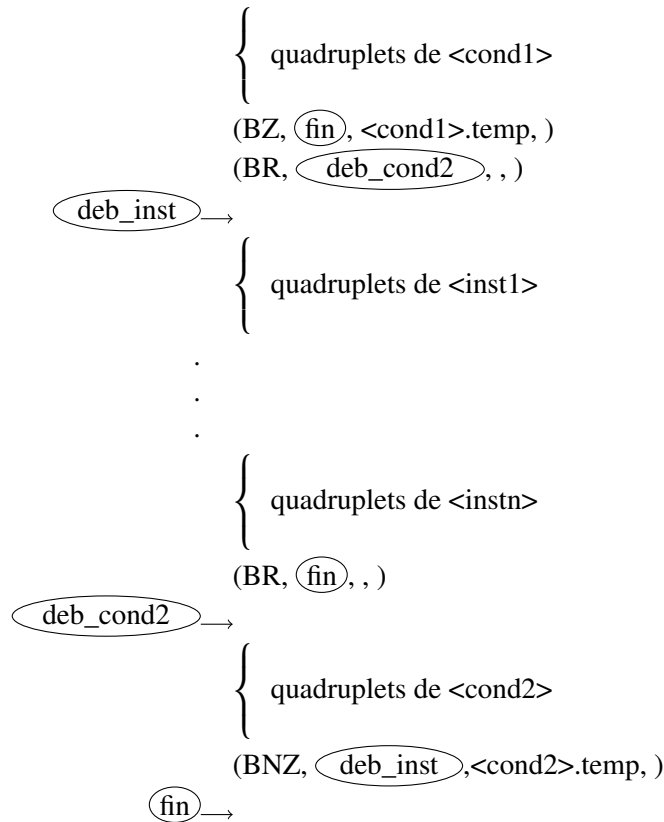 quadruplets de <cond1>
(BZ, fin, <cond1>.temp, )
(BR, deb_cond2, , )
deb_inst
quadruplets de <inst1>
.
.
.
quadruplets de <instn>
(BR, fin, , )
deb_cond2
quadruplets de <cond2>
(BNZ, deb_inst,<cond2>.temp, )
fin